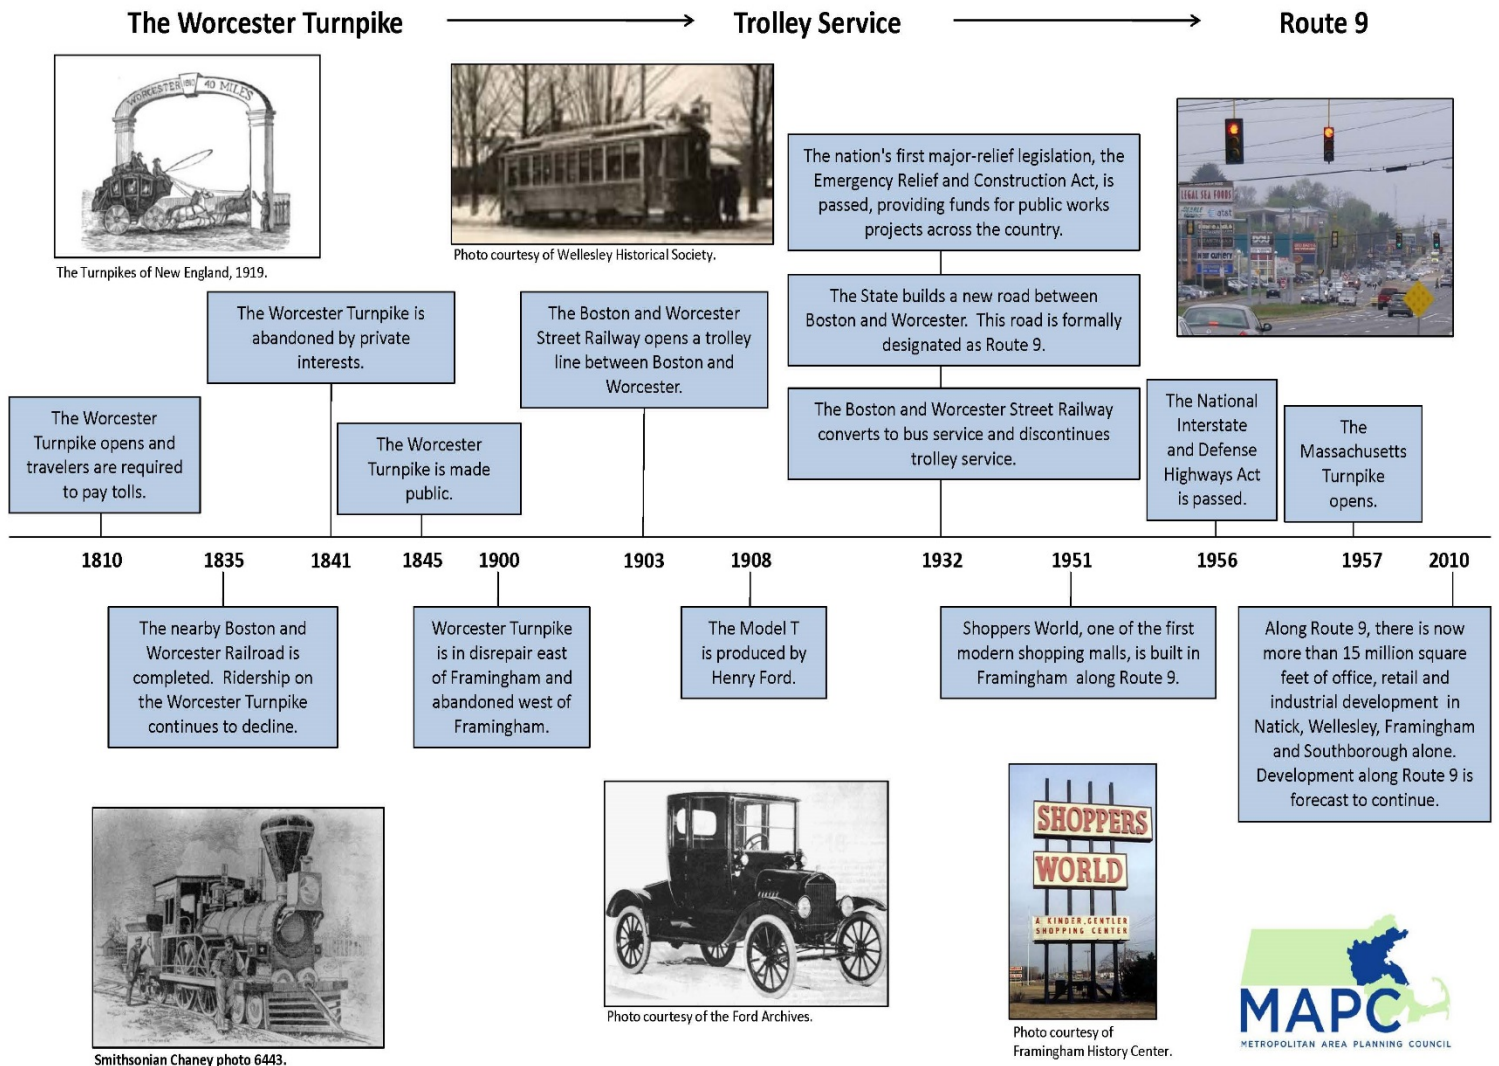 The Worcester Turnpike
Trolley Service
Route 9
WORCESTER 1810 40 MILES
The Turnpikes of New England, 1919.
Photo courtesy of Wellesley Historical Society.
The nation's first major-relief legislation, the
Emergency Relief and Construction Act, is
passed, providing funds for public works
projects across the country.
LEGAL SEA FOODS
at&t
The Worcester Turnpike is
abandoned by private
interests.
The Boston and Worcester
Street Railway opens a trolley
line between Boston and
Worcester.
The State builds a new road between
Boston and Worcester.  This road is formally
designated as Route 9.
The Worcester
Turnpike opens and
travelers are required
to pay tolls.
The Worcester
Turnpike is made
public.
The Boston and Worcester Street Railway
converts to bus service and discontinues
trolley service.
The National
Interstate
and Defense
Highways Act
is passed.
The
Massachusetts
Turnpike
opens.
1810
1835
1841
1845
1900
1903
1908
1932
1951
1956
1957
2010
The nearby Boston and
Worcester Railroad is
completed.  Ridership on
the Worcester Turnpike
continues to decline.
Worcester Turnpike
is in disrepair east
of Framingham and
abandoned west of
Framingham.
The Model T
is produced by
Henry Ford.
Shoppers World, one of the first
modern shopping malls, is built in
Framingham along Route 9.
Along Route 9, there is now
more than 15 million square
feet of office, retail and
industrial development in
Natick, Wellesley, Framingham
and Southborough alone.
Development along Route 9 is
forecast to continue.
Smithsonian Chaney photo 6443.
Photo courtesy of the Ford Archives.
SHOPPERS
WORLD
A KINDER, GENTLER
SHOPPING CENTER
Photo courtesy of
Framingham History Center.
MAPC
METROPOLITAN AREA PLANNING COUNCIL